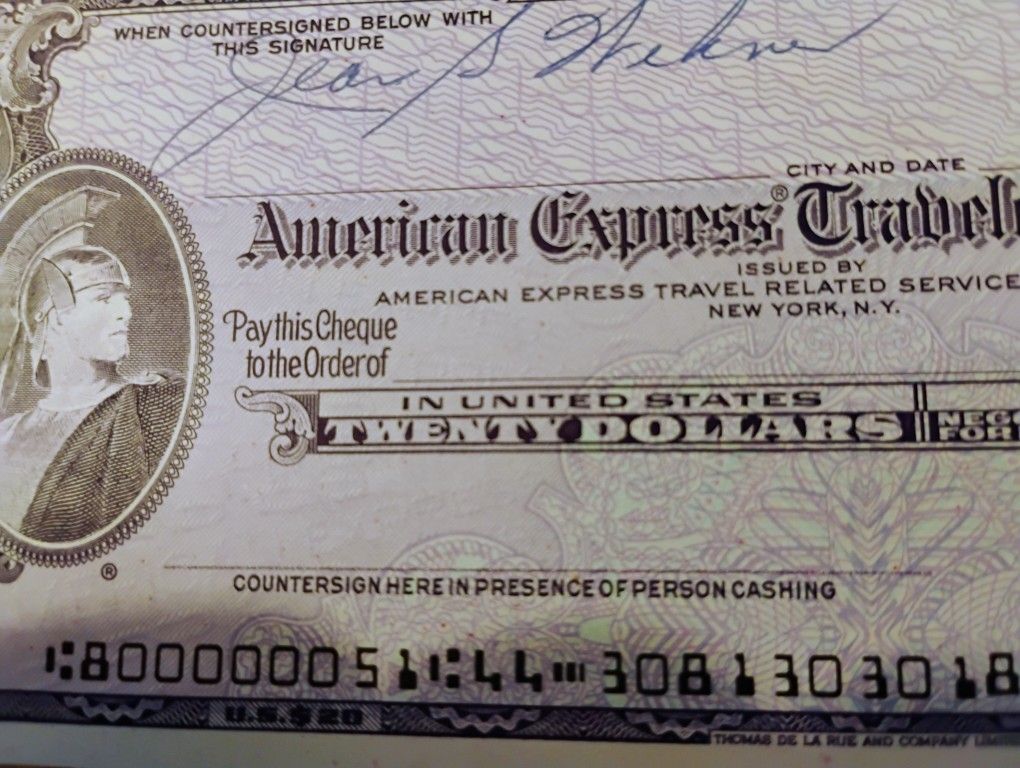 WHEN COUNTERSIGNED BELOW WITH
THIS SIGNATURE
Jean S
CITY AND DATE
American Express® Travel
ISSUED BY
AMERICAN EXPRESS TRAVEL RELATED SERVICE
NEW YORK, N.Y.
Pay this Cheque
to the Order of
IN UNITED STATES
TWENTY DOLLARS
®
COUNTERSIGN HERE IN PRESENCE OF PERSON CASHING
⑆800000051⑆44⑈3081303018
U.S.$20
THOMAS DE LA RUE AND COMPANY